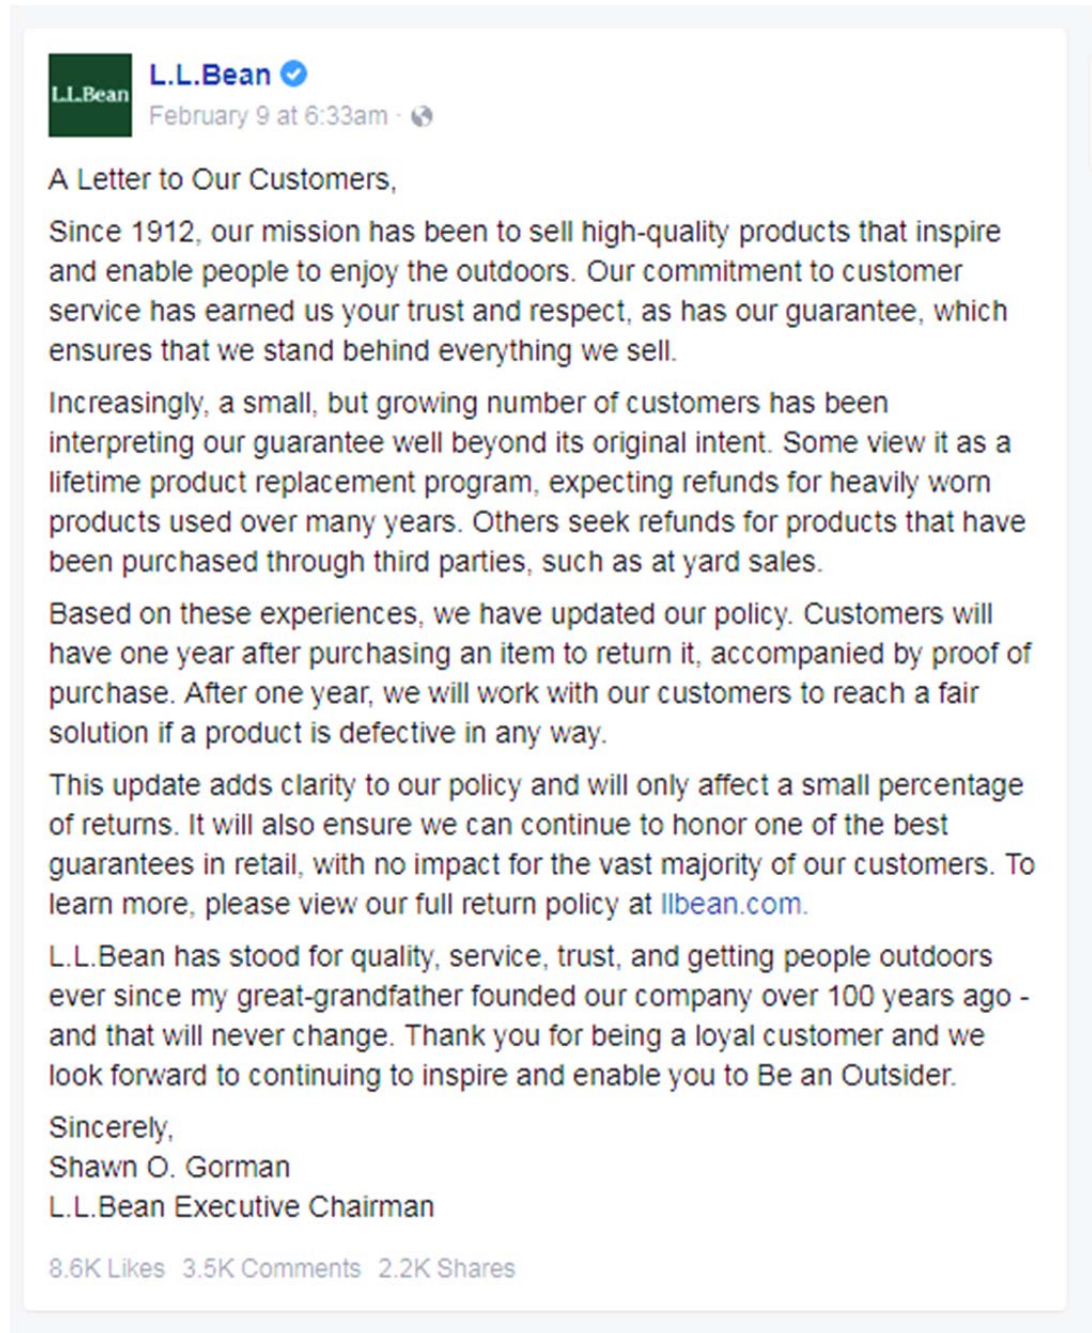 L.L.Bean
L.L.Bean
February 9 at 6:33am ·
A Letter to Our Customers,
Since 1912, our mission has been to sell high-quality products that inspire
and enable people to enjoy the outdoors. Our commitment to customer
service has earned us your trust and respect, as has our guarantee, which
ensures that we stand behind everything we sell.
Increasingly, a small, but growing number of customers has been
interpreting our guarantee well beyond its original intent. Some view it as a
lifetime product replacement program, expecting refunds for heavily worn
products used over many years. Others seek refunds for products that have
been purchased through third parties, such as at yard sales.
Based on these experiences, we have updated our policy. Customers will
have one year after purchasing an item to return it, accompanied by proof of
purchase. After one year, we will work with our customers to reach a fair
solution if a product is defective in any way.
This update adds clarity to our policy and will only affect a small percentage
of returns. It will also ensure we can continue to honor one of the best
guarantees in retail, with no impact for the vast majority of our customers. To
learn more, please view our full return policy at llbean.com.
L.L.Bean has stood for quality, service, trust, and getting people outdoors
ever since my great-grandfather founded our company over 100 years ago -
and that will never change. Thank you for being a loyal customer and we
look forward to continuing to inspire and enable you to Be an Outsider.
Sincerely,
Shawn O. Gorman
L.L.Bean Executive Chairman
8.6K Likes 3.5K Comments 2.2K Shares